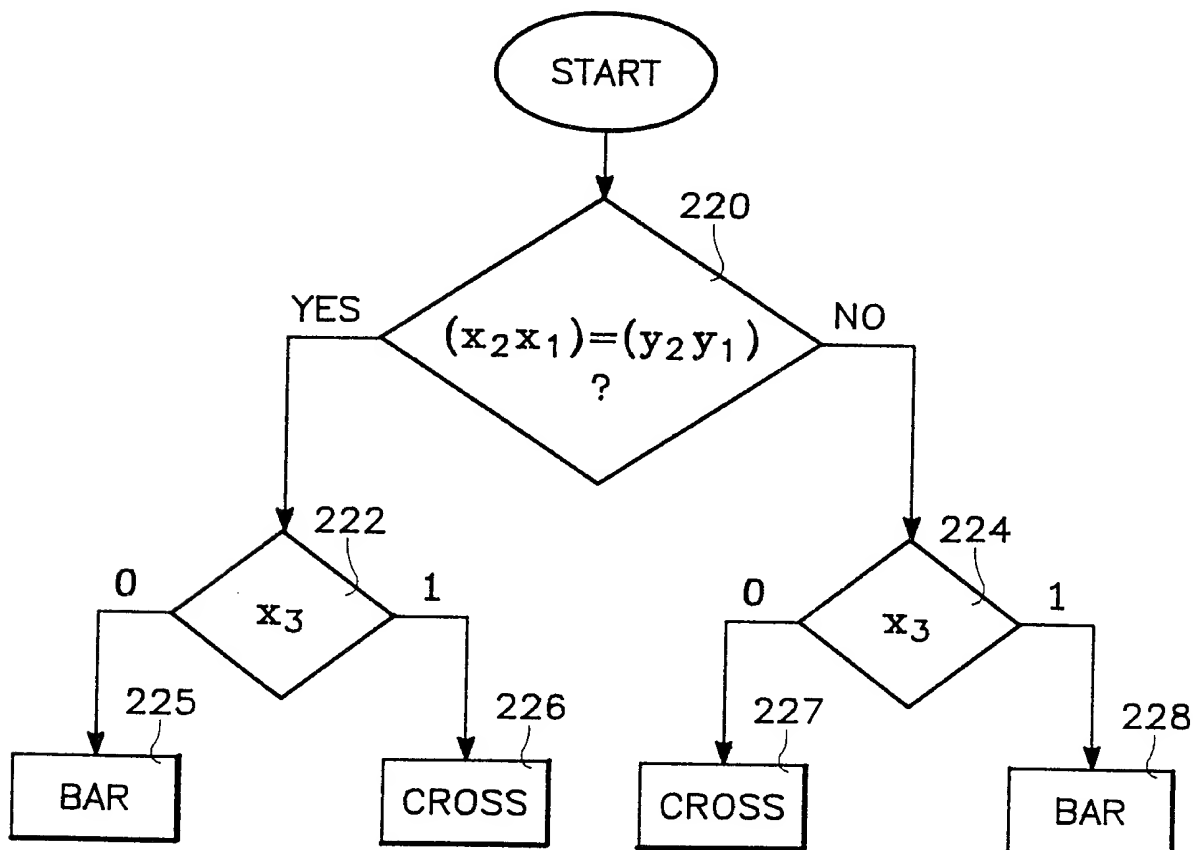 START
220
YES
NO
(x₂x₁)=(y₂y₁)
?
222
224
0
1
0
1
x₃
x₃
225
226
227
228
BAR
CROSS
CROSS
BAR